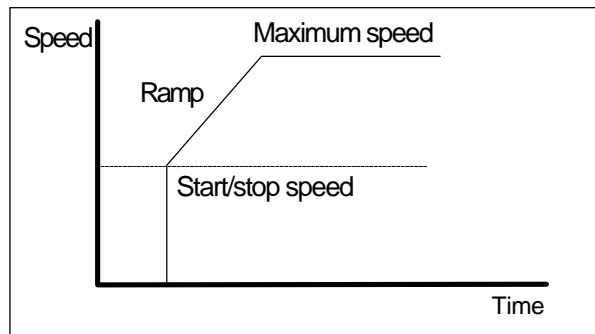 Maximum speed
Speed
Ramp
Start/stop speed
Time